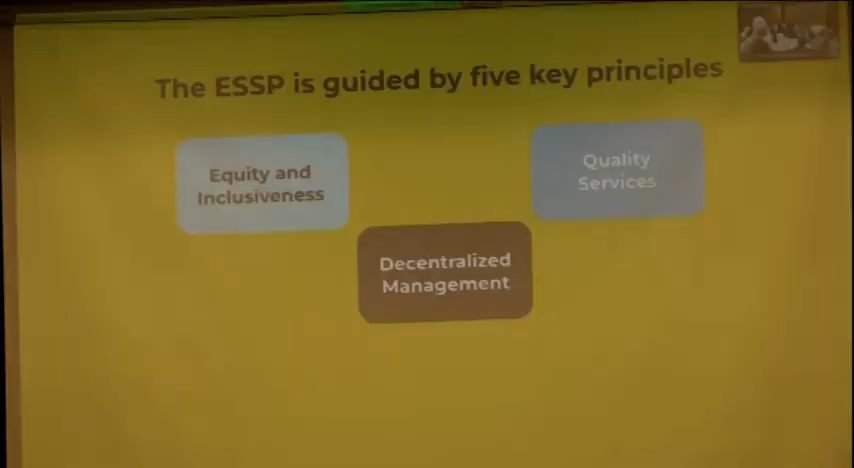 The ESSP is guided by five key principles
Equity and
Inclusiveness
Quality
Services
Decentralized
Management